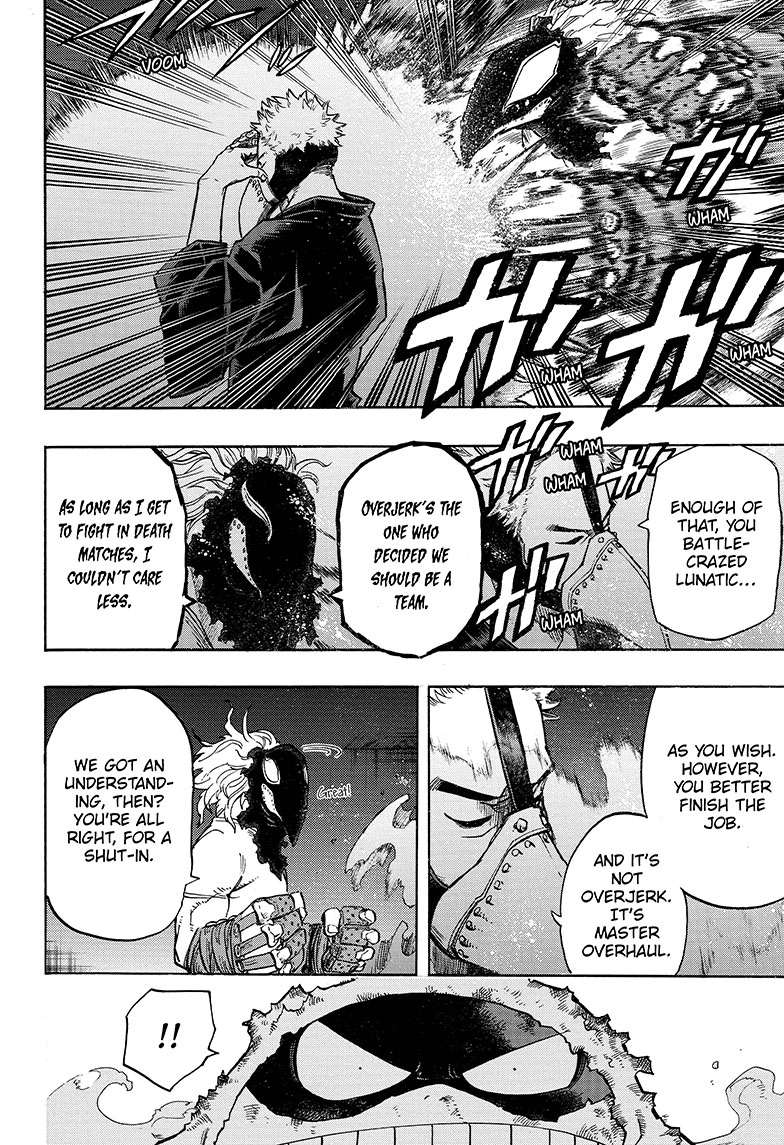 VOOM
ガ
WHAM
ガ
WHAM
ガ
WHAM
ENOUGH OF
THAT, YOU
BATTLE-
CRAZED
LUNATIC...
ガ
WHAM
ガ
WHAM
ガ
WHAM
OVERJERK'S THE
ONE WHO
DECIDED WE
SHOULD BE A
TEAM.
AS LONG AS I GET
TO FIGHT IN DEATH
MATCHES, I
COULDN'T CARE
LESS.
AS YOU WISH.
HOWEVER,
YOU BETTER
FINISH THE
JOB.
AND IT'S
NOT
OVERJERK.
IT'S
MASTER
OVERHAUL.
Great!
WE GOT AN
UNDERSTAND-
ING, THEN?
YOU'RE ALL
RIGHT, FOR A
SHUT-IN.
!!